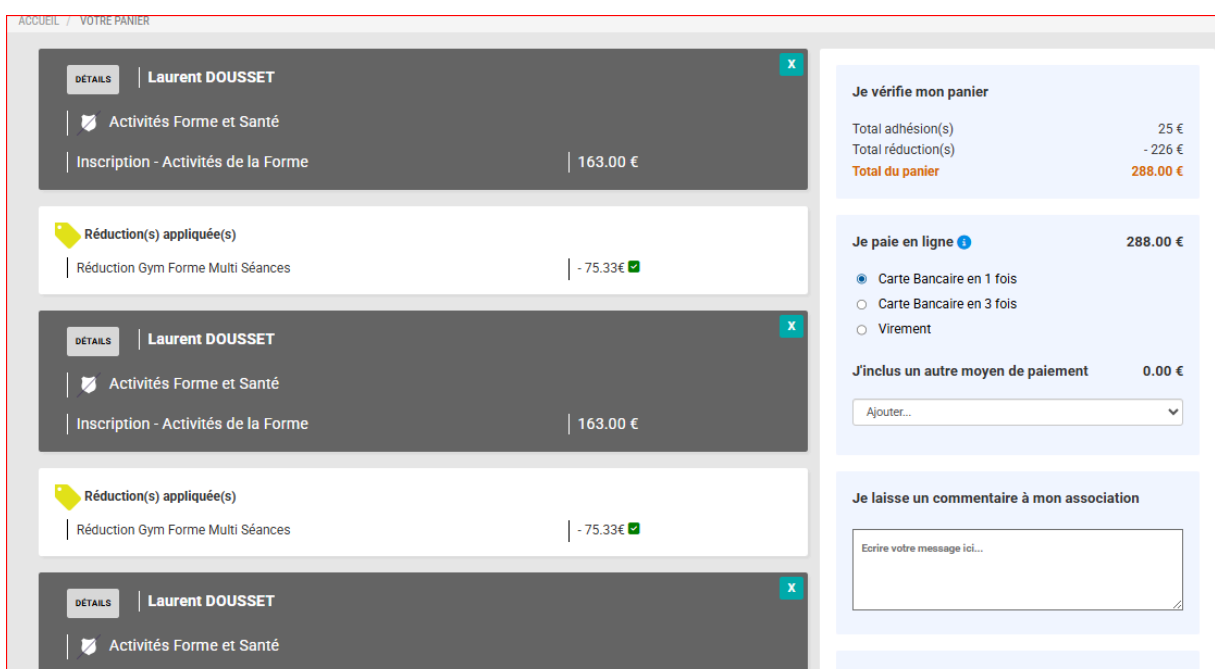 ACCUEIL / VOTRE PANIER
DÉTAILS Laurent DOUSSET X
Activités Forme et Santé
Inscription - Activités de la Forme 163.00 €
Réduction(s) appliquée(s)
Réduction Gym Forme Multi Séances - 75.33€
DÉTAILS Laurent DOUSSET X
Activités Forme et Santé
Inscription - Activités de la Forme 163.00 €
Réduction(s) appliquée(s)
Réduction Gym Forme Multi Séances - 75.33€
DÉTAILS Laurent DOUSSET X
Activités Forme et Santé
Je vérifie mon panier
Total adhésion(s) 25 €
Total réduction(s) - 226 €
Total du panier 288.00 €
Je paie en ligne i 288.00 €
Carte Bancaire en 1 fois
Carte Bancaire en 3 fois
Virement
J'inclus un autre moyen de paiement 0.00 €
Ajouter...
Je laisse un commentaire à mon association
Ecrire votre message ici...